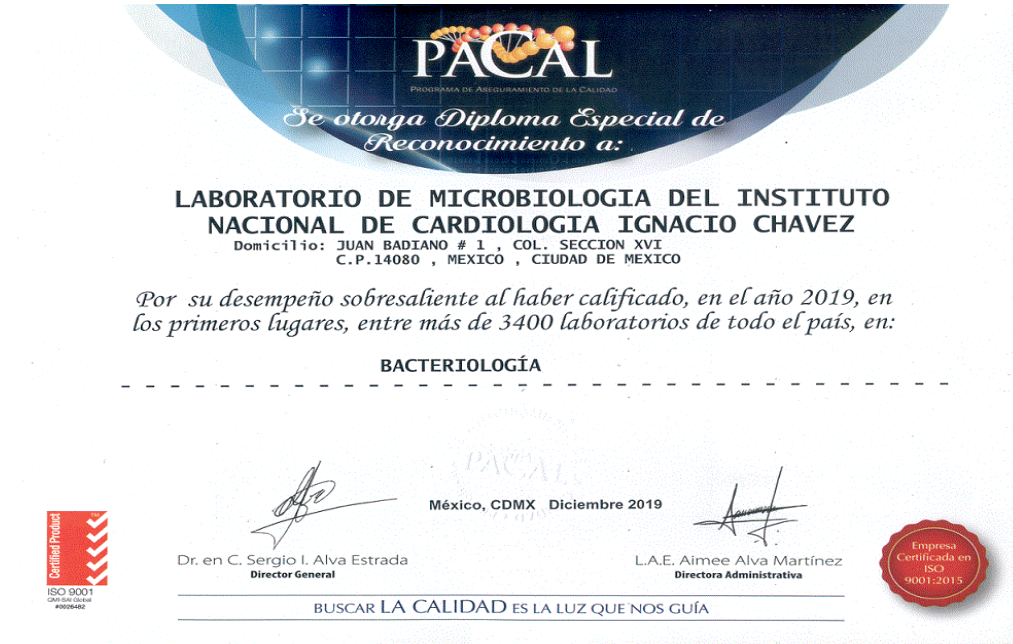 PACAL
PROGRAMA DE ASEGURAMIENTO DE LA CALIDAD
Se otorga Diploma Especial de
Reconocimiento a:
LABORATORIO DE MICROBIOLOGIA DEL INSTITUTO
NACIONAL DE CARDIOLOGIA IGNACIO CHAVEZ
Domicilio: JUAN BADIANO # 1 , COL. SECCION XVI
C.P.14080 , MEXICO , CIUDAD DE MEXICO
Por su desempeño sobresaliente al haber calificado, en el año 2019, en
los primeros lugares, entre más de 3400 laboratorios de todo el país, en:
BACTERIOLOGÍA
PACAL
México, CDMX Diciembre 2019
Dr. en C. Sergio I. Alva Estrada
Director General
L.A.E. Aimee Alva Martínez
Directora Administrativa
BUSCAR LA CALIDAD ES LA LUZ QUE NOS GUÍA
Certified Product
ISO 9001
QMI-SAI Global
#0026482
Empresa
Certificada en
ISO
9001:2015